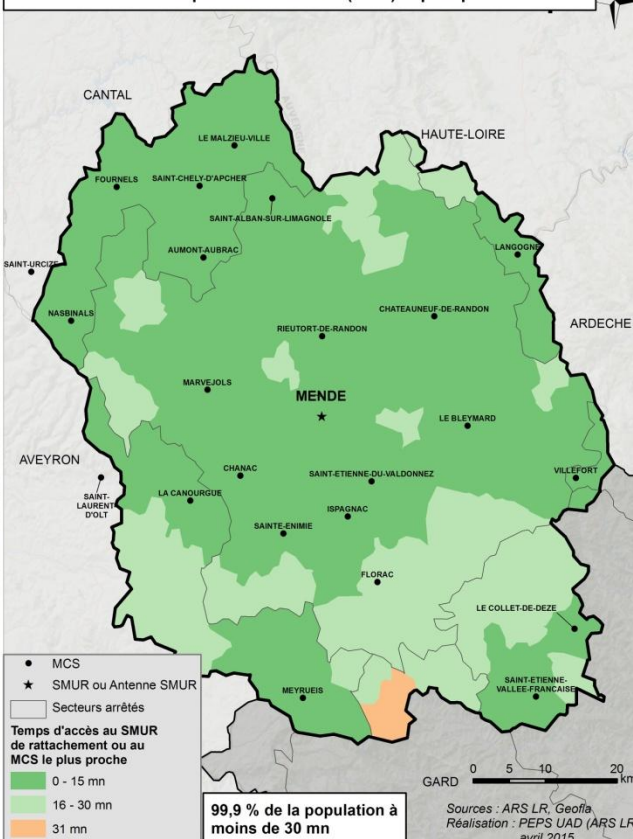 CANTAL
HAUTE-LOIRE
LE MALZIEU-VILLE
FOURNELS
SAINT-CHELY-D'APCHER
SAINT-ALBAN-SUR-LIMAGNOLE
LANGOGNE
AUMONT-AUBRAC
SAINT-URCIZE
NASBINALS
CHATEAUNEUF-DE-RANDON
ARDECHE
RIEUTORT-DE-RANDON
MARVEJOLS
MENDE
LE BLEYMARD
AVEYRON
CHANAC
SAINT-ETIENNE-DU-VALDONNEZ
VILLEFORT
SAINT-
LAURENT
D'OLT
LA CANOURGUE
ISPAGNAC
SAINTE-ENIMIE
FLORAC
LE COLLET-DE-DEZE
SAINT-ETIENNE-
VALLEE-FRANCAISE
MEYRUEIS
MCS
SMUR ou Antenne SMUR
Secteurs arrêtés
Temps d'accès au SMUR
de rattachement ou au
MCS le plus proche
0 - 15 mn
16 - 30 mn
31 mn
99,9 % de la population à
moins de 30 mn
GARD
0 5 10 20
km
Sources : ARS LR, Geofla
Réalisation : PEPS UAD (ARS LR)
avril 2015